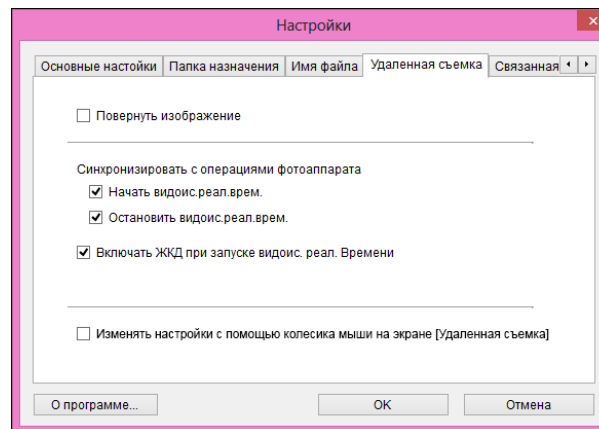 Настройки
Основные настойки Папка назначения Имя файла Удаленная съемка Связанная
Повернуть изображение
Синхронизировать с операциями фотоаппарата
Начать видоис.реал.врем.
Остановить видоис.реал.врем.
Включать ЖКД при запуске видоис. реал. Времени
Изменять настройки с помощью колесика мыши на экране [Удаленная съемка]
О программе... OK Отмена